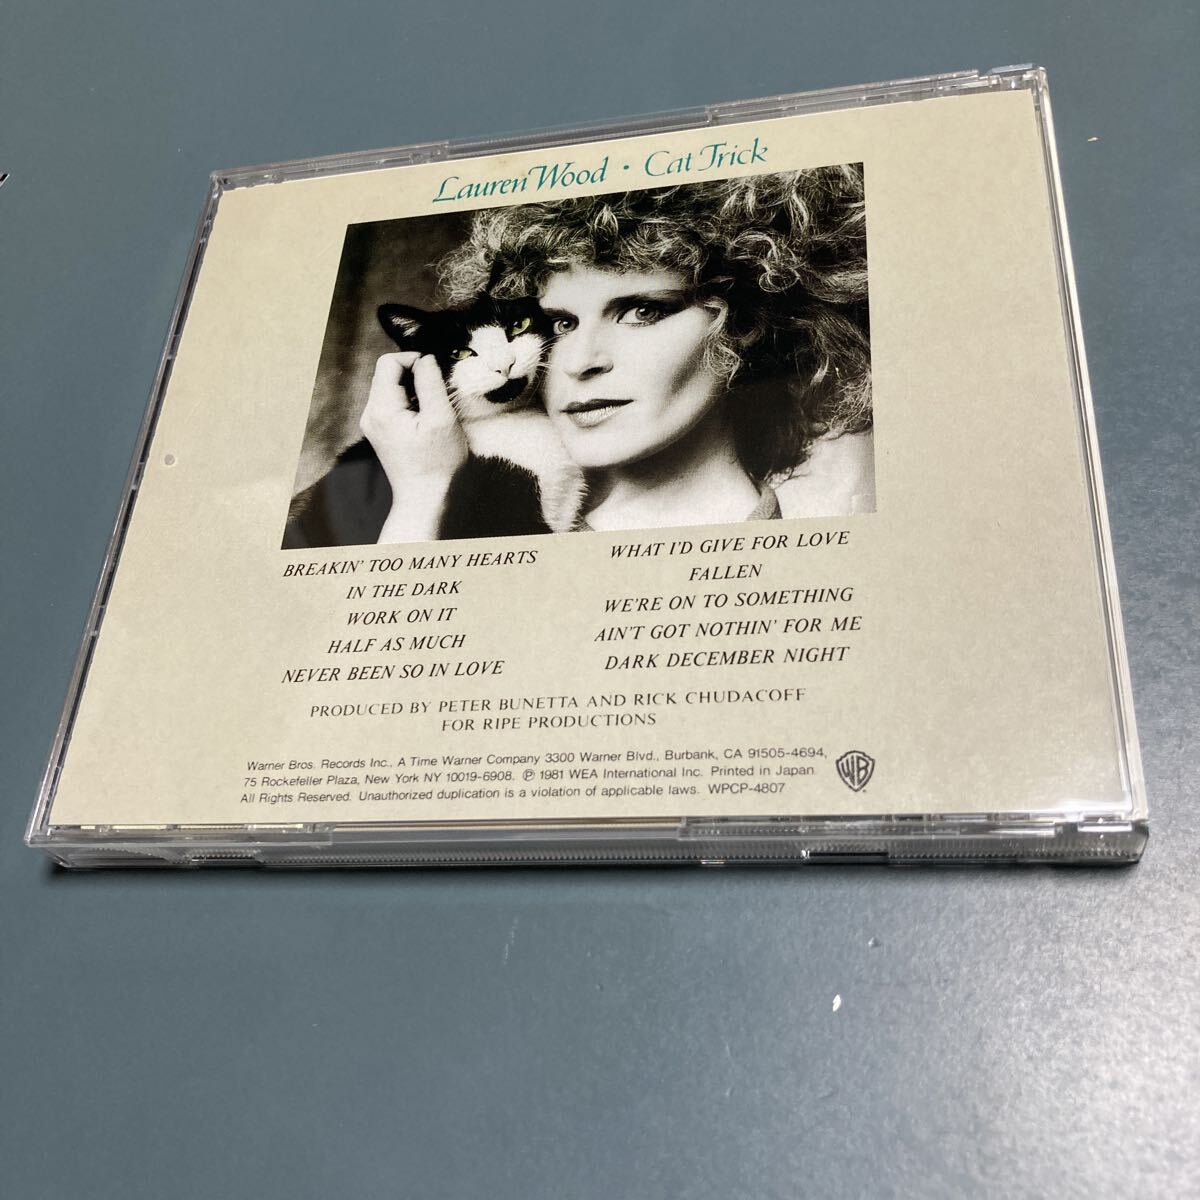 Lauren Wood · Cat Trick
BREAKIN' TOO MANY HEARTS
IN THE DARK
WORK ON IT
HALF AS MUCH
NEVER BEEN SO IN LOVE
WHAT I'D GIVE FOR LOVE
FALLEN
WE'RE ON TO SOMETHING
AIN'T GOT NOTHIN' FOR ME
DARK DECEMBER NIGHT
PRODUCED BY PETER BUNETTA AND RICK CHUDACOFF
FOR RIPE PRODUCTIONS
Warner Bros. Records Inc., A Time Warner Company 3300 Warner Blvd., Burbank, CA 91505-4694,
75 Rockefeller Plaza, New York NY 10019-6908. ℗ 1981 WEA International Inc. Printed in Japan
All Rights Reserved. Unauthorized duplication is a violation of applicable laws. WPCP-4807
WB